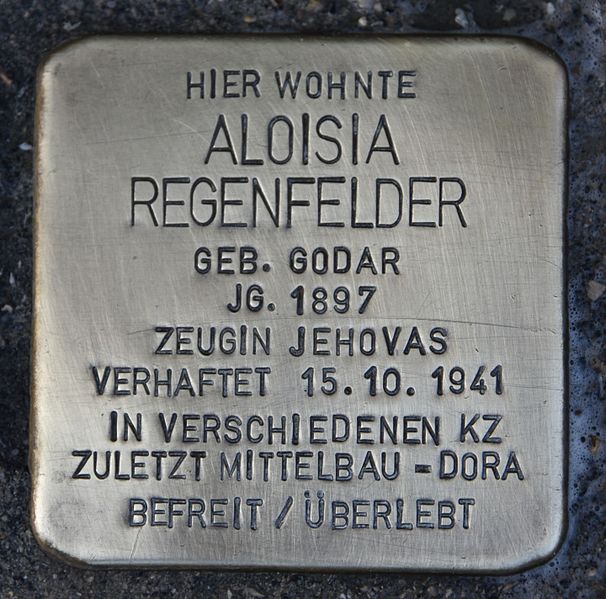 HIER WOHNTE
ALOISIA
REGENFELDER
GEB. GODAR
JG. 1897
ZEUGIN JEHOVAS
VERHAFTET 15.10.1941
IN VERSCHIEDENEN KZ
ZULETZT MITTELBAU-DORA
BEFREIT / ÜBERLEBT